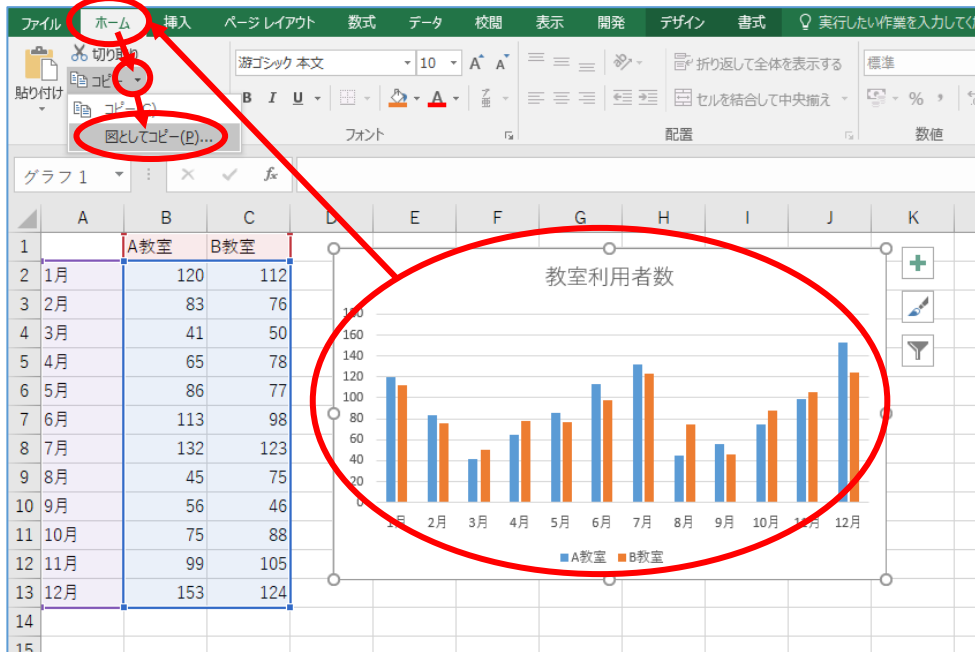 ファイル ホーム 挿入 ページ レイアウト 数式 データ 校閲 表示 開発 デザイン 書式 実行したい作業を入力してくだ
切り取り
コピー
貼り付け
コピー(C)
図としてコピー(P)...
游ゴシック 本文 10 A A
B I U A
フォント
折り返して全体を表示する
セルを結合して中央揃え
配置
標準
% ,
数値
グラフ 1 fx
A B C D E F G H I J K
1 A教室 B教室
2 1月 120 112
3 2月 83 76
4 3月 41 50
5 4月 65 78
6 5月 86 77
7 6月 113 98
8 7月 132 123
9 8月 45 75
10 9月 56 46
11 10月 75 88
12 11月 99 105
13 12月 153 124
14
15
教室利用者数
180
160
140
120
100
80
60
40
20
0
1月 2月 3月 4月 5月 6月 7月 8月 9月 10月 11月 12月
A教室 B教室